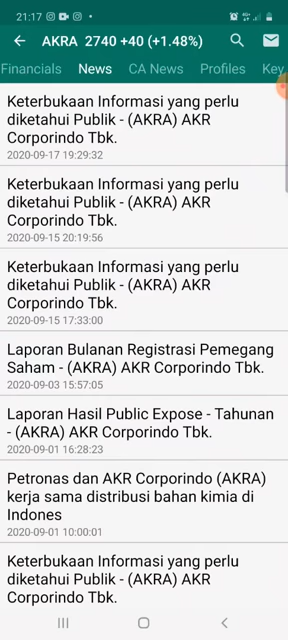 21:17
AKRA 2740 +40 (+1.48%)
Financials News CA News Profiles Key
Keterbukaan Informasi yang perlu
diketahui Publik - (AKRA) AKR
Corporindo Tbk.
2020-09-17 19:29:32
Keterbukaan Informasi yang perlu
diketahui Publik - (AKRA) AKR
Corporindo Tbk.
2020-09-15 20:19:56
Keterbukaan Informasi yang perlu
diketahui Publik - (AKRA) AKR
Corporindo Tbk.
2020-09-15 17:33:00
Laporan Bulanan Registrasi Pemegang
Saham - (AKRA) AKR Corporindo Tbk.
2020-09-03 15:57:05
Laporan Hasil Public Expose - Tahunan
- (AKRA) AKR Corporindo Tbk.
2020-09-01 16:28:23
Petronas dan AKR Corporindo (AKRA)
kerja sama distribusi bahan kimia di
Indones
2020-09-01 10:00:01
Keterbukaan Informasi yang perlu
diketahui Publik - (AKRA) AKR
Corporindo Tbk.